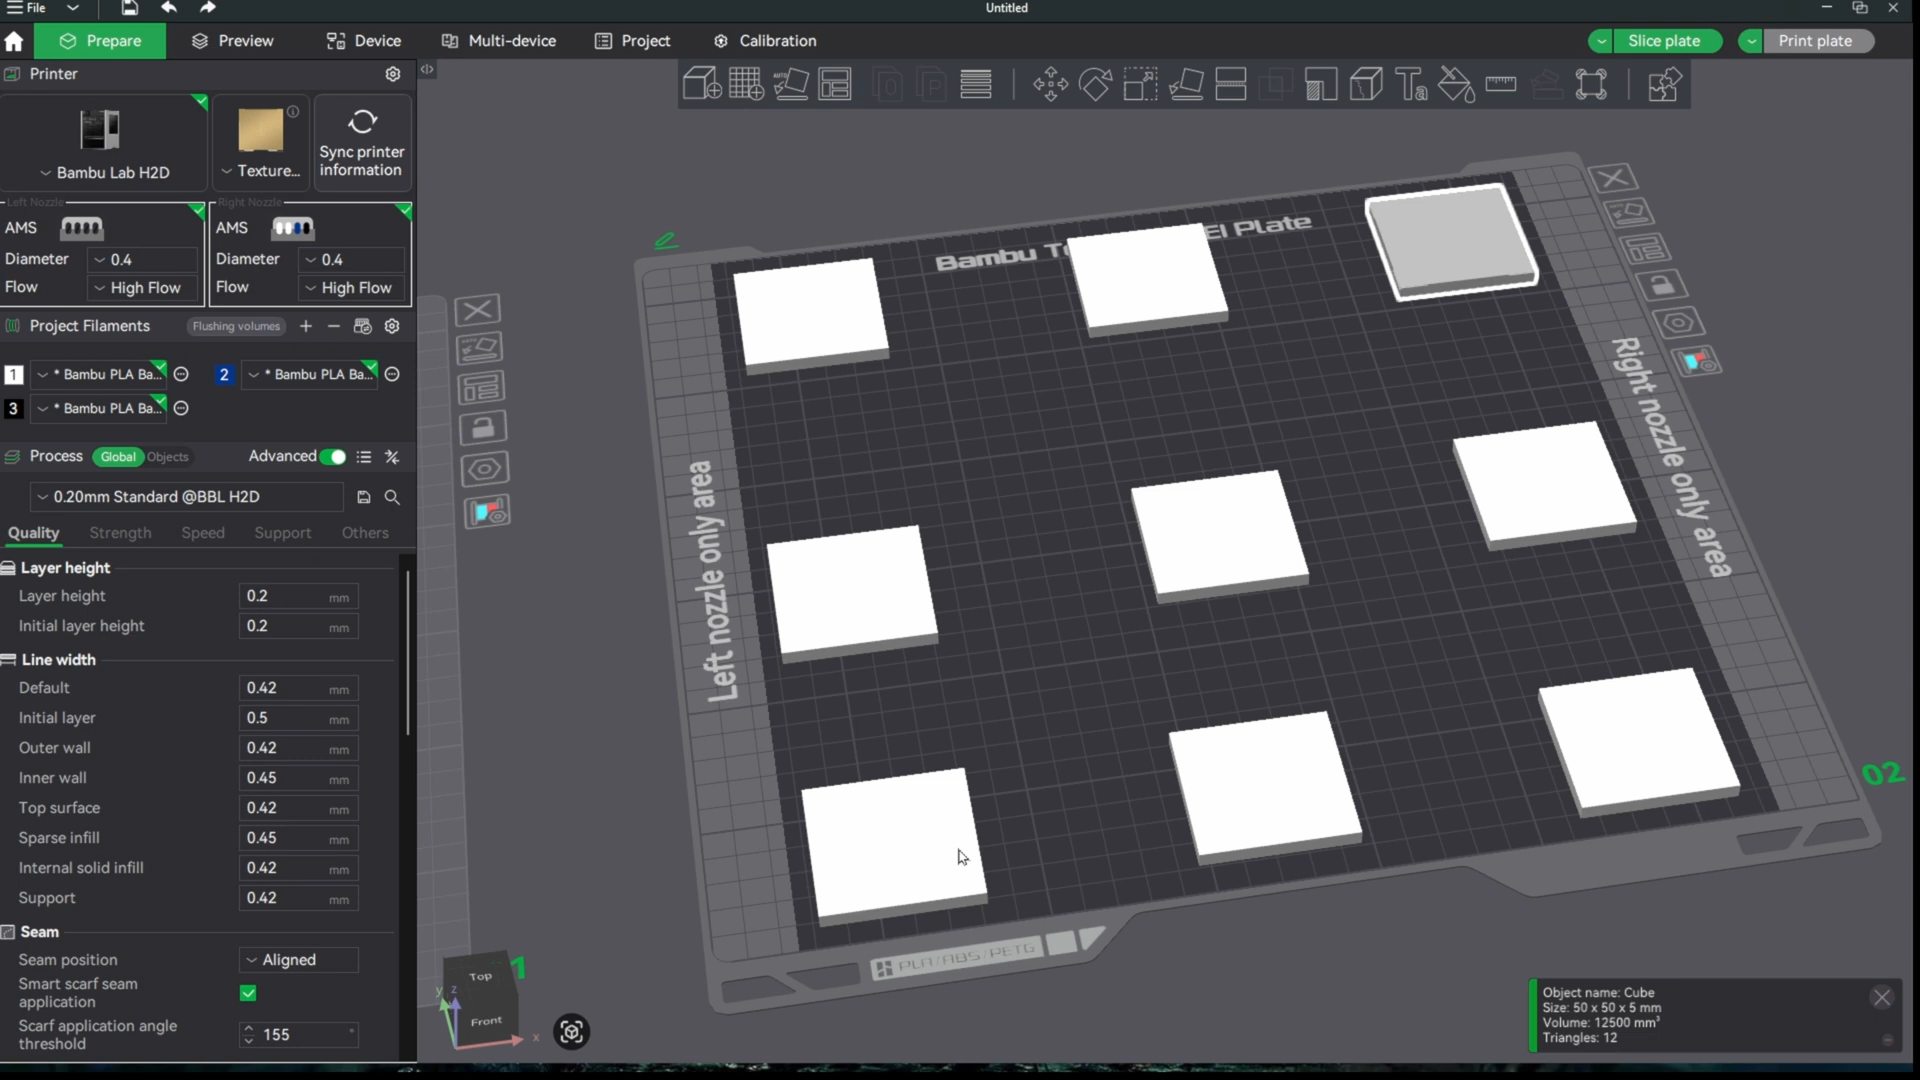 File
Untitled
Prepare
Preview
Device
Multi-device
Project
Calibration
Slice plate
Print plate
Printer
Bambu Lab H2D
Texture...
Sync printer
information
Left Nozzle
AMS
Diameter
0.4
Flow
High Flow
Right Nozzle
AMS
Diameter
0.4
Flow
High Flow
Project Filaments
Flushing volumes
1
* Bambu PLA Ba...
2
* Bambu PLA Ba...
3
* Bambu PLA Ba...
Process
Global
Objects
Advanced
0.20mm Standard @BBL H2D
Quality
Strength
Speed
Support
Others
Layer height
Layer height 0.2 mm
Initial layer height 0.2 mm
Line width
Default 0.42 mm
Initial layer 0.5 mm
Outer wall 0.42 mm
Inner wall 0.45 mm
Top surface 0.42 mm
Sparse infill 0.45 mm
Internal solid infill 0.42 mm
Support 0.42 mm
Seam
Seam position Aligned
Smart scarf seam
application
Scarf application angle
threshold
155 °
AUTO
Ta
Bambu T
EI Plate
Left nozzle only area
Right nozzle only area
02
PLA/ABS/PETG
1
Top
Front
x
y
z
Object name: Cube
Size: 50 x 50 x 5 mm
Volume: 12500 mm³
Triangles: 12